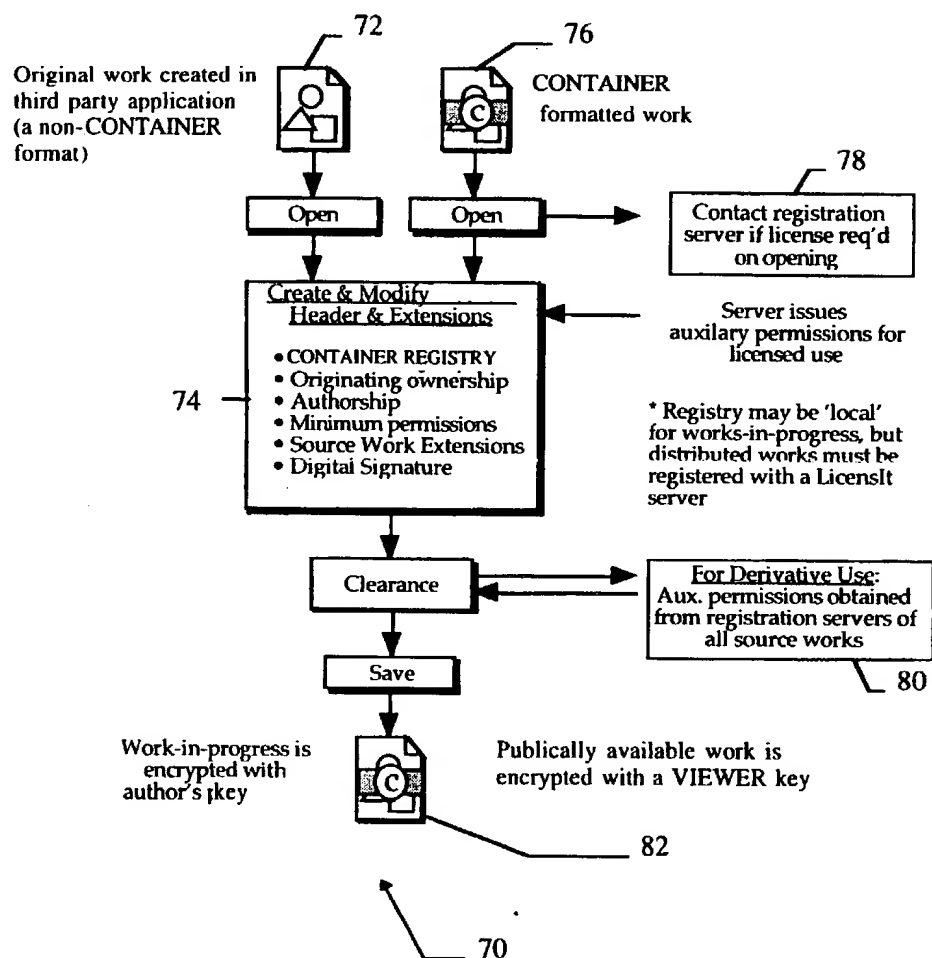 72
76
Original work created in
third party application
(a non-CONTAINER
format)
C
CONTAINER
formatted work
78
Open
Open
Contact registration
server if license req'd
on opening
Create & Modify
Header & Extensions
• CONTAINER REGISTRY
• Originating ownership
• Authorship
• Minimum permissions
• Source Work Extensions
• Digital Signature
74
Server issues
auxilary permissions for
licensed use
* Registry may be 'local'
for works-in-progress, but
distributed works must be
registered with a LicensIt
server
Clearance
For Derivative Use:
Aux. permissions obtained
from registration servers of
all source works
80
Save
Work-in-progress is
encrypted with
author's key
C
Publically available work is
encrypted with a VIEWER key
82
70